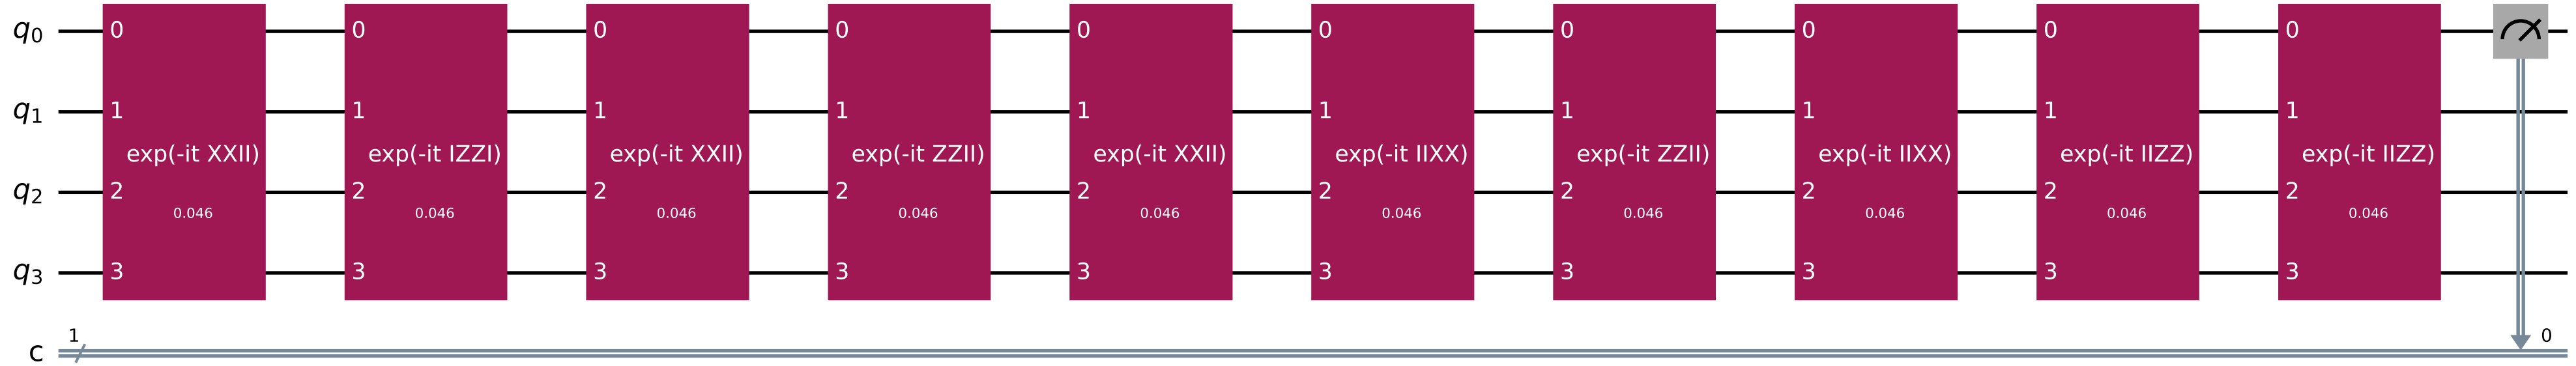 q0 0 0 0 0 0 0 0 0 0 0
q1 1 1 1 1 1 1 1 1 1 1
exp(-it XXII) exp(-it IZZI) exp(-it XXII) exp(-it ZZII) exp(-it XXII) exp(-it IIXX) exp(-it ZZII) exp(-it IIXX) exp(-it IIZZ) exp(-it IIZZ)
q2 2 2 2 2 2 2 2 2 2 2
0.046 0.046 0.046 0.046 0.046 0.046 0.046 0.046 0.046 0.046
q3 3 3 3 3 3 3 3 3 3 3
1 0
c